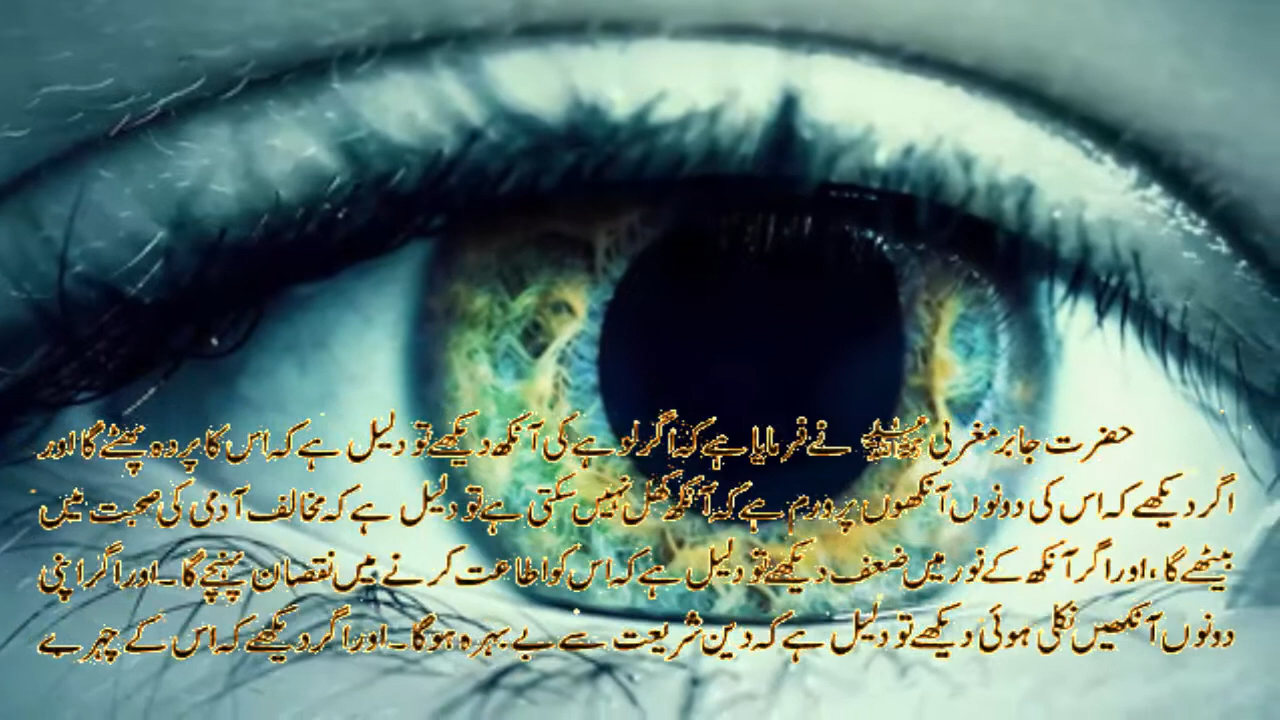 حضرت جابر مغربی نے فرمایا ہے کہ اگر لوہے کی آنکھ دیکھے تو دلیل ہے کہ اس کا پردہ پھٹے گا اور
اگر دیکھے کہ اس کی دونوں آنکھوں پر ورم ہے کہ آنکھ کھل نہیں سکتی ہے تو دلیل ہے کہ مخالف آدمی کی صحبت میں
بیٹھے گا ، اور اگر آنکھ کے نور میں ضعف دیکھے تو دلیل ہے کہ اس کو اطاعت کرنے میں نقصان پہنچے گا ۔ اور اگر اپنی
دونوں آنکھیں نکلی ہوئی دیکھے تو دلیل ہے کہ دین شریعت سے بے بہرہ ہو گا ۔ اور اگر دیکھے کہ اس کے چہرے